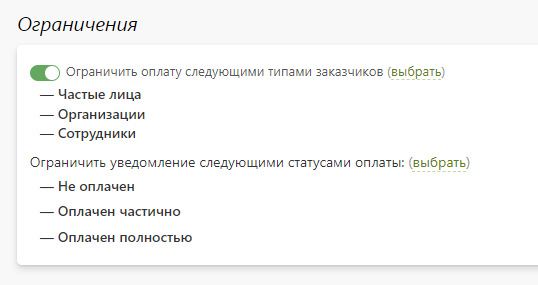 Ограничения
Ограничить оплату следующими типами заказчиков (выбрать)
— Частые лица
— Организации
— Сотрудники
Ограничить уведомление следующими статусами оплаты: (выбрать)
— Не оплачен
— Оплачен частично
— Оплачен полностью